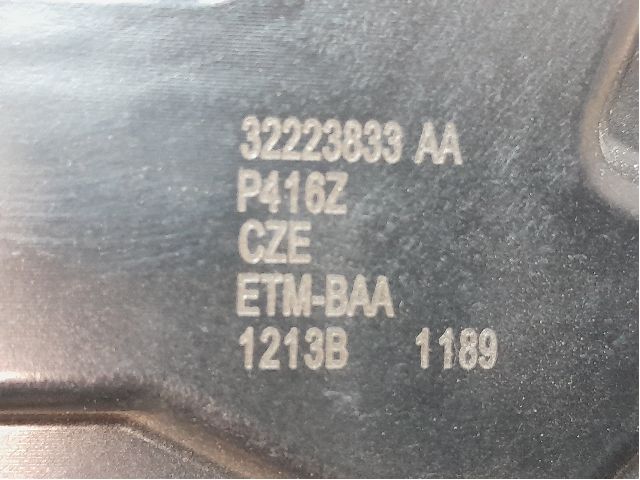 32223833 AA
P416Z
CZE
ETM-BAA
1213B 1189